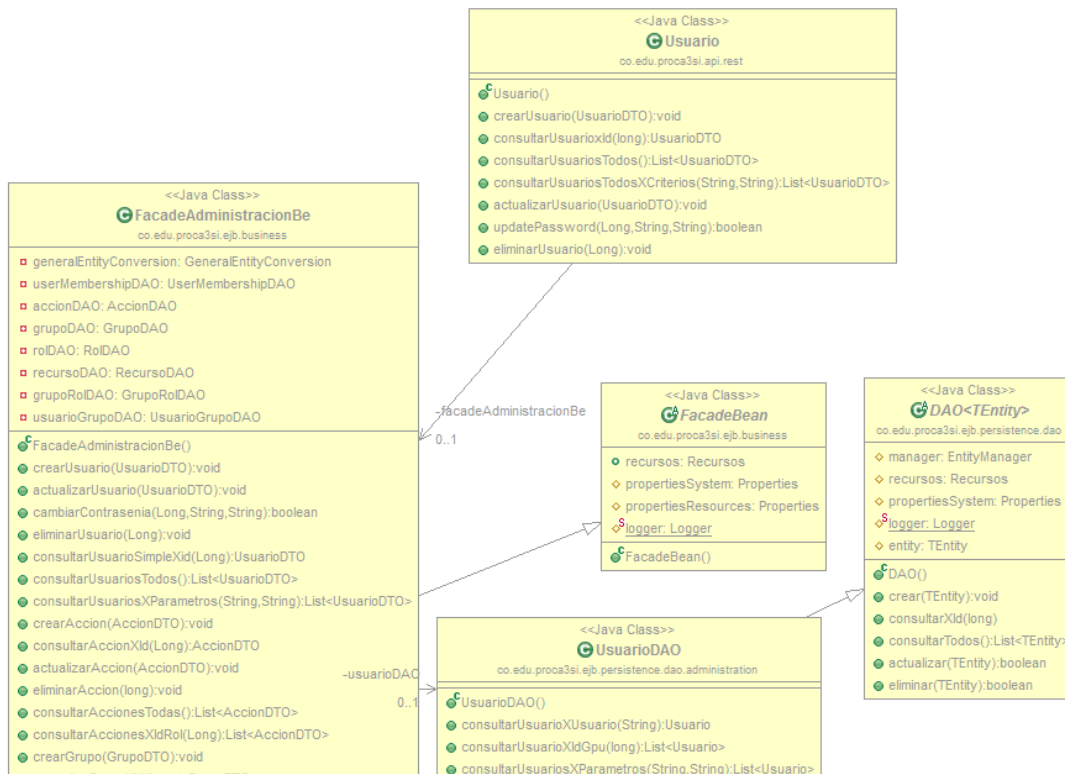 <<Java Class>>
Usuario
co.edu.proca3si.api.rest
Usuario()
crearUsuario(UsuarioDTO):void
consultarUsuarioxId(long):UsuarioDTO
consultarUsuariosTodos():List<UsuarioDTO>
consultarUsuariosTodosXCriterios(String,String):List<UsuarioDTO>
actualizarUsuario(UsuarioDTO):void
updatePassword(Long,String,String):boolean
eliminarUsuario(Long):void
<<Java Class>>
FacadeAdministracionBe
co.edu.proca3si.ejb.business
generalEntityConversion: GeneralEntityConversion
userMembershipDAO: UserMembershipDAO
accionDAO: AccionDAO
grupoDAO: GrupoDAO
rolDAO: RolDAO
recursoDAO: RecursoDAO
grupoRolDAO: GrupoRolDAO
usuarioGrupoDAO: UsuarioGrupoDAO
FacadeAdministracionBe()
crearUsuario(UsuarioDTO):void
actualizarUsuario(UsuarioDTO):void
cambiarContrasenia(Long,String,String):boolean
eliminarUsuario(Long):void
consultarUsuarioSimpleXid(Long):UsuarioDTO
consultarUsuariosTodos():List<UsuarioDTO>
consultarUsuariosXParametros(String,String):List<UsuarioDTO>
crearAccion(AccionDTO):void
consultarAccionXId(Long):AccionDTO
actualizarAccion(AccionDTO):void
eliminarAccion(long):void
consultarAccionesTodas():List<AccionDTO>
consultarAccionesXIdRol(Long):List<AccionDTO>
crearGrupo(GrupoDTO):void
-facadeAdministracionBe
0..1
<<Java Class>>
FacadeBean
co.edu.proca3si.ejb.business
recursos: Recursos
propertiesSystem: Properties
propertiesResources: Properties
logger: Logger
FacadeBean()
<<Java Class>>
DAO<TEntity>
co.edu.proca3si.ejb.persistence.dao
manager: EntityManager
recursos: Recursos
propertiesSystem: Properties
logger: Logger
entity: TEntity
DAO()
crear(TEntity):void
consultarXId(long)
consultarTodos():List<TEntity>
actualizar(TEntity):boolean
eliminar(TEntity):boolean
-usuarioDAO
0..1
<<Java Class>>
UsuarioDAO
co.edu.proca3si.ejb.persistence.dao.administration
UsuarioDAO()
consultarUsuarioXUsuario(String):Usuario
consultarUsuarioXIdGpu(long):List<Usuario>
consultarUsuariosXParametros(String,String):List<Usuario>